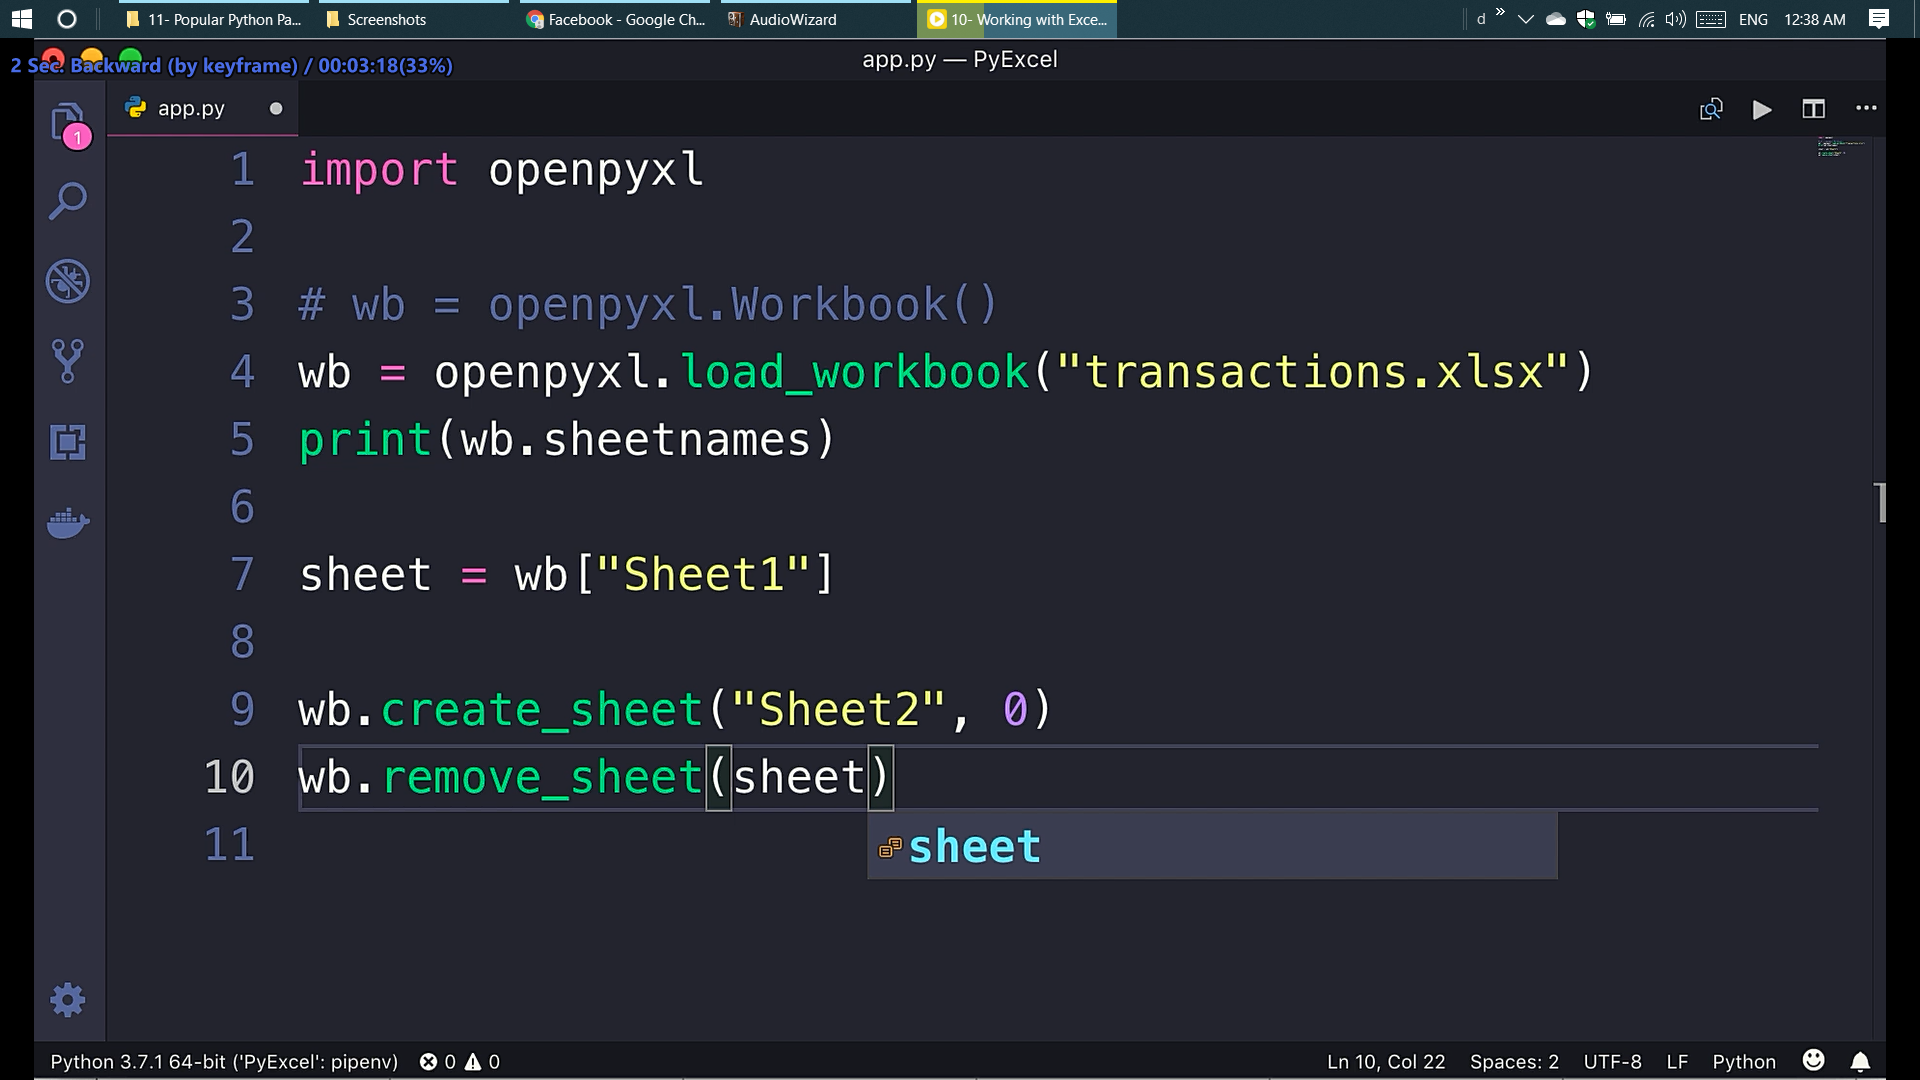 11- Popular Python Pa...
Screenshots
Facebook - Google Ch...
AudioWizard
10- Working with Exce...
d
»
ENG
12:38 AM
2 Sec. Backward (by keyframe) / 00:03:18(33%)
app.py — PyExcel
1
app.py
1 import openpyxl
2
3 # wb = openpyxl.Workbook()
4 wb = openpyxl.load_workbook("transactions.xlsx")
5 print(wb.sheetnames)
6
7 sheet = wb["Sheet1"]
8
9 wb.create_sheet("Sheet2", 0)
10 wb.remove_sheet(sheet)
11
sheet
Python 3.7.1 64-bit ('PyExcel': pipenv) 0 0 Ln 10, Col 22 Spaces: 2 UTF-8 LF Python